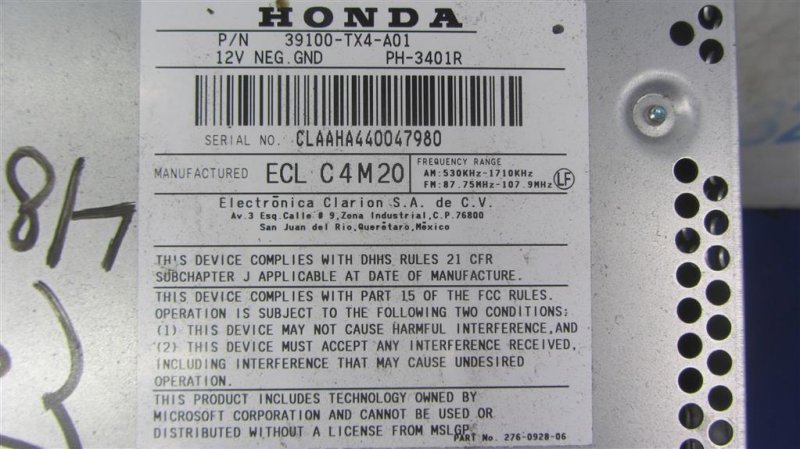 HONDA
P/N 39100-TX4-A01
12V NEG.GND PH-3401R
SERIAL NO. CLAAHA440047980
MANUFACTURED ECL C4M20 FREQUENCY RANGE
AM:530KHz-1710KHz
FM:87.75MHz-107.9MHz LF
Electrónica Clarion S.A. de C.V.
Av.3 Esq.Calle # 9,Zona Industrial,C.P.76800
San Juan del Rio,Querétaro,México
THIS DEVICE COMPLIES WITH DHHS RULES 21 CFR
SUBCHAPTER J APPLICABLE AT DATE OF MANUFACTURE.
THIS DEVICE COMPLIES WITH PART 15 OF THE FCC RULES.
OPERATION IS SUBJECT TO THE FOLLOWING TWO CONDITIONS:
(1) THIS DEVICE MAY NOT CAUSE HARMFUL INTERFERENCE,AND
(2) THIS DEVICE MUST ACCEPT ANY INTERFERENCE RECEIVED,
INCLUDING INTERFERENCE THAT MAY CAUSE UNDESIRED
OPERATION.
THIS PRODUCT INCLUDES TECHNOLOGY OWNED BY
MICROSOFT CORPORATION AND CANNOT BE USED OR
DISTRIBUTED WITHOUT A LICENSE FROM MSLGP
PART No. 276-0928-06